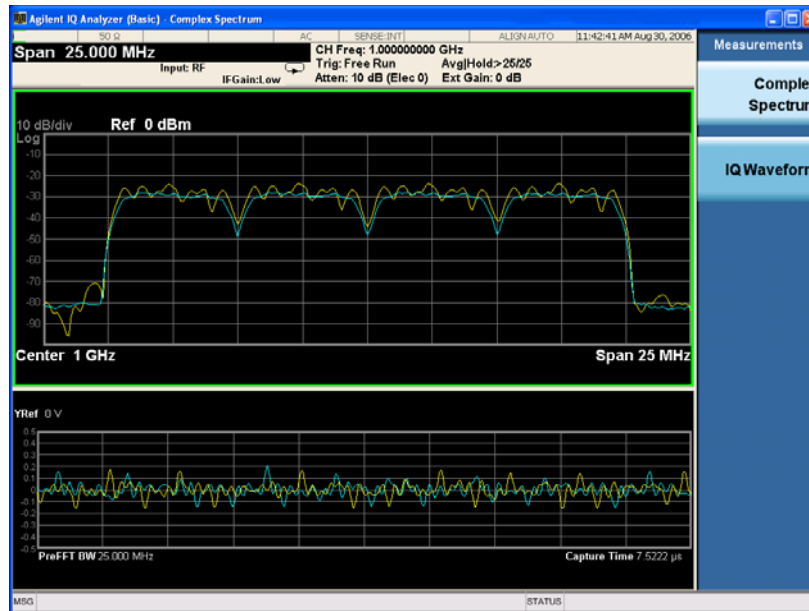 Agilent IQ Analyzer (Basic) - Complex Spectrum
50 Ω AC SENSE:INT ALIGN AUTO 11:42:41 AM Aug 30, 2006
Span 25.000 MHz
CH Freq: 1.000000000 GHz
Input: RF
Trig: Free Run Avg|Hold:>25/25
IFGain:Low
Atten: 10 dB (Elec 0) Ext Gain: 0 dB
Measurements
Comple
Spectrur
IQ Waveforn
10 dB/div Ref 0 dBm
Log
-10
-20
-30
-40
-50
-60
-70
-80
-90
Center 1 GHz Span 25 MHz
YRef 0 V
0.5
0.4
0.3
0.2
0.1
0
-0.1
-0.2
-0.3
-0.4
-0.5
PreFFT BW 25.000 MHz Capture Time 7.5222 µs
MSG STATUS